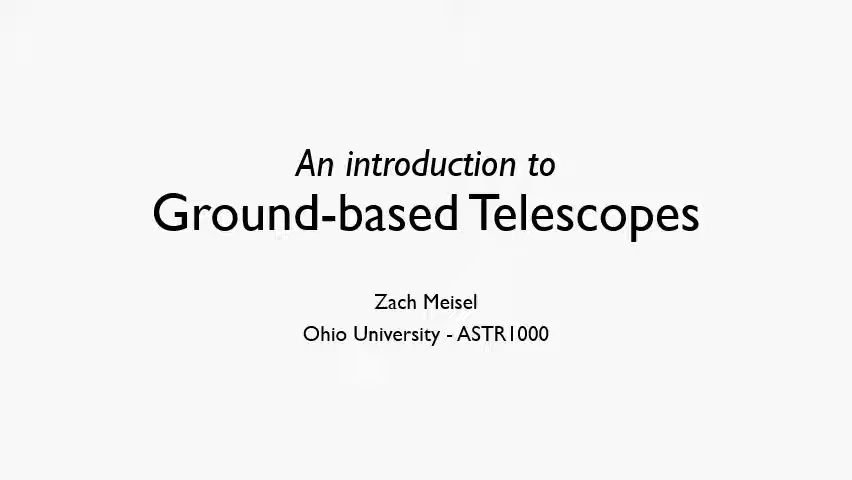 An introduction to
Ground-based Telescopes
Zach Meisel
Ohio University - ASTR1000